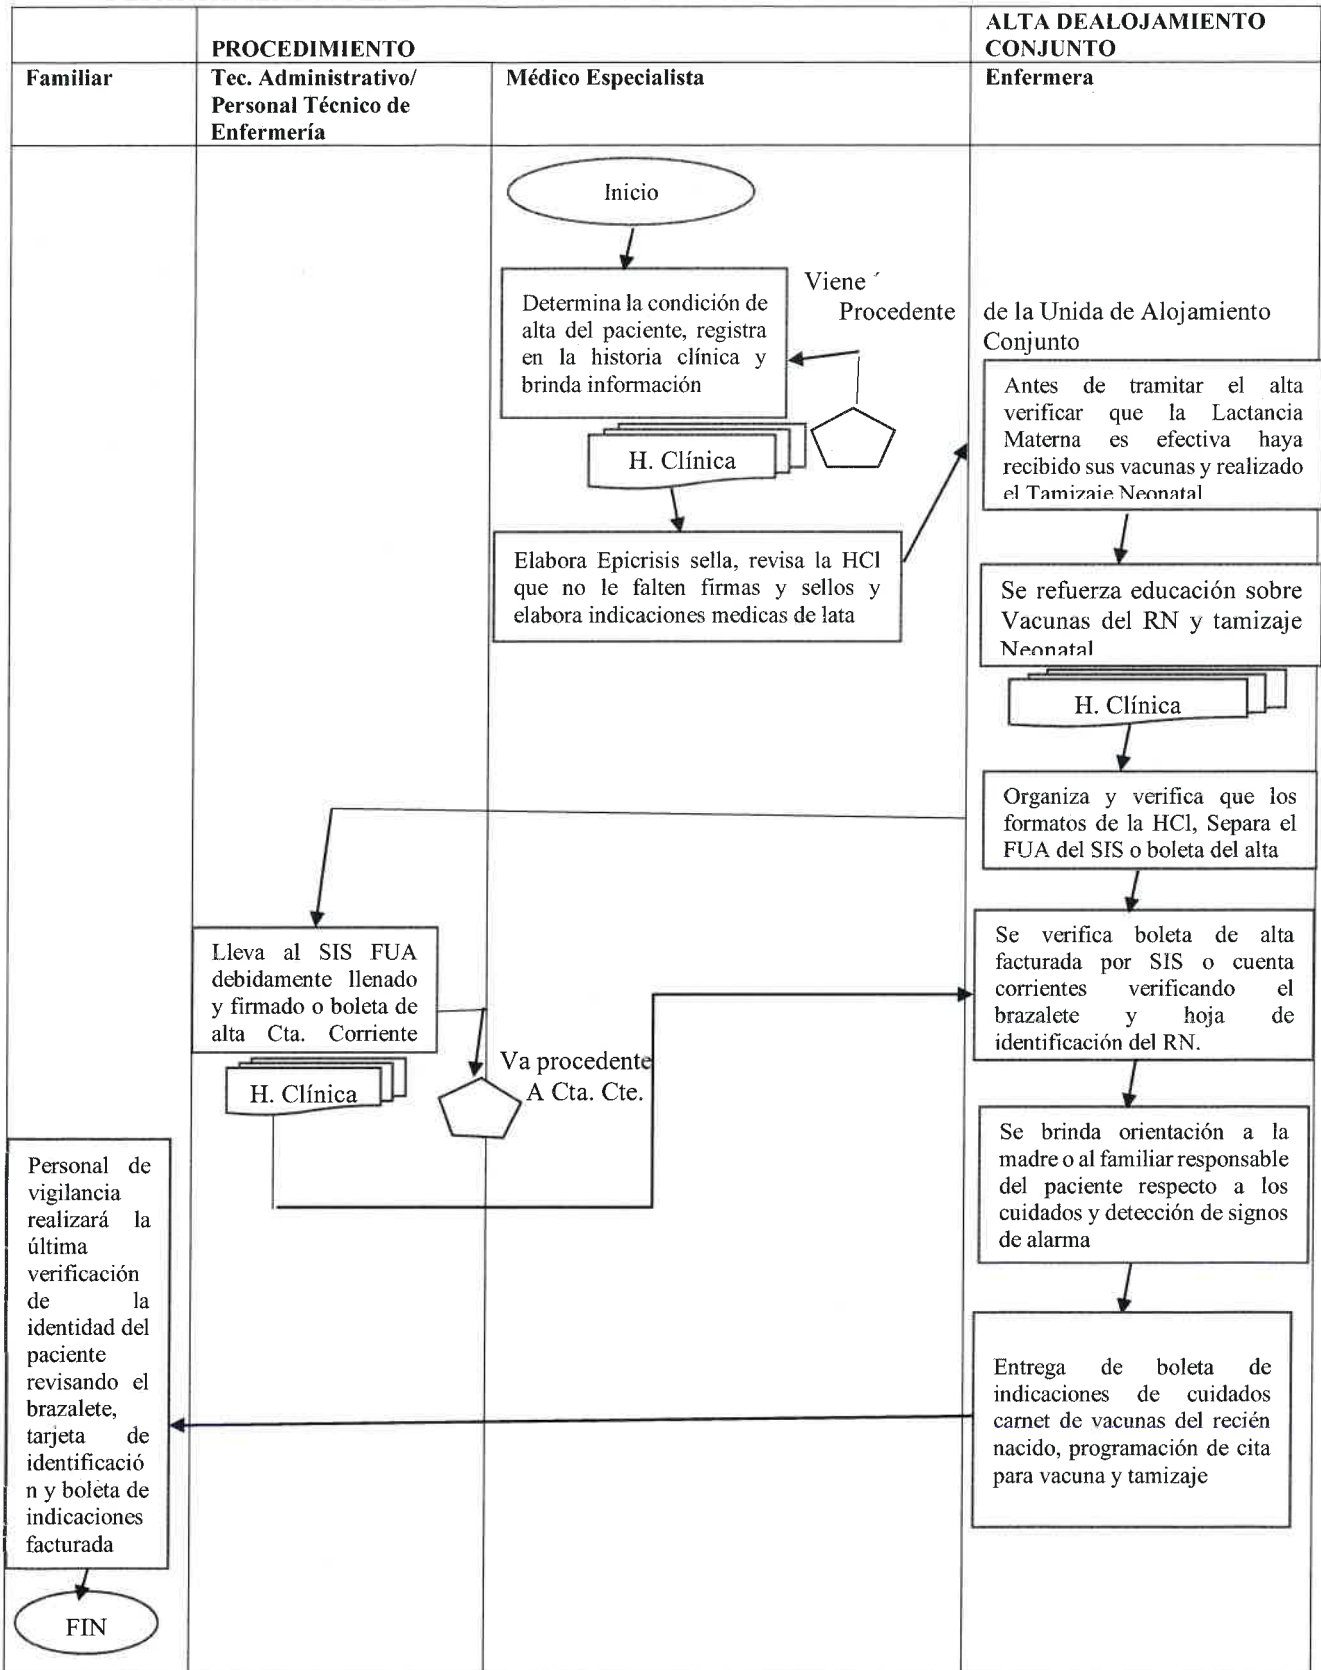 PROCEDIMIENTO
ALTA DEALOJAMIENTO
CONJUNTO
Familiar
Tec. Administrativo/
Personal Técnico de
Enfermería
Médico Especialista
Enfermera
Inicio
Determina la condición de
alta del paciente, registra
en la historia clínica y
brinda información
Viene ´
Procedente
de la Unida de Alojamiento
Conjunto
H. Clínica
Antes de tramitar el alta
verificar que la Lactancia
Materna es efectiva haya
recibido sus vacunas y realizado
el Tamizaje Neonatal
Elabora Epicrisis sella, revisa la HCl
que no le falten firmas y sellos y
elabora indicaciones medicas de lata
Se refuerza educación sobre
Vacunas del RN y tamizaje
Neonatal
H. Clínica
Organiza y verifica que los
formatos de la HCl, Separa el
FUA del SIS o boleta del alta
Lleva al SIS FUA
debidamente llenado
y firmado o boleta de
alta Cta. Corriente
H. Clínica
Va procedente
A Cta. Cte.
Se verifica boleta de alta
facturada por SIS o cuenta
corrientes verificando el
brazalete y hoja de
identificación del RN.
Se brinda orientación a la
madre o al familiar responsable
del paciente respecto a los
cuidados y detección de signos
de alarma
Entrega de boleta de
indicaciones de cuidados
carnet de vacunas del recién
nacido, programación de cita
para vacuna y tamizaje
Personal de
vigilancia
realizará la
última
verificación
de la
identidad del
paciente
revisando el
brazalete,
tarjeta de
identificació
n y boleta de
indicaciones
facturada
FIN